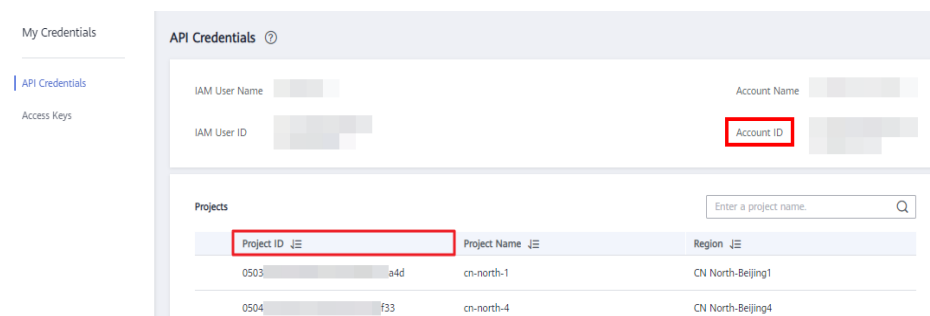 My Credentials
API Credentials
Access Keys
API Credentials ?
IAM User Name
Account Name
IAM User ID
Account ID
Projects
Enter a project name.
Project ID Project Name Region
0503 a4d cn-north-1 CN North-Beijing1
0504 f33 cn-north-4 CN North-Beijing4